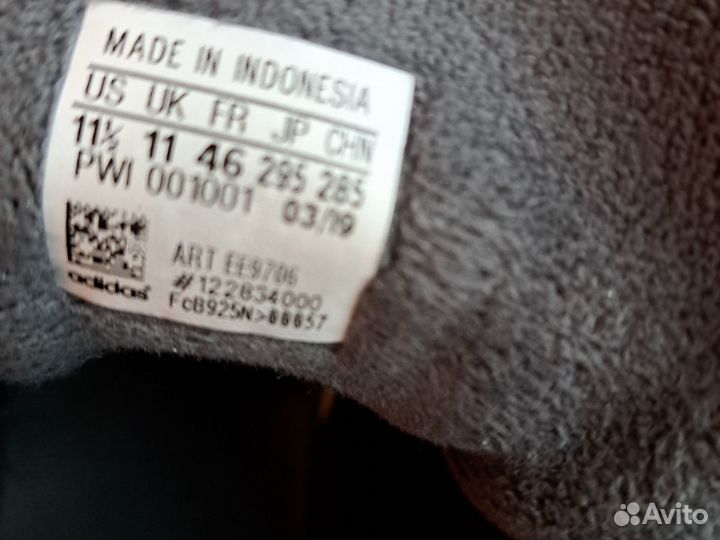 MADE IN INDONESIA
US UK FR JP CHN
11½ 11 46 295 285
PWI 001001 03/19
ART EE9706
adidas #122834000
FcB925N>88857
Avito